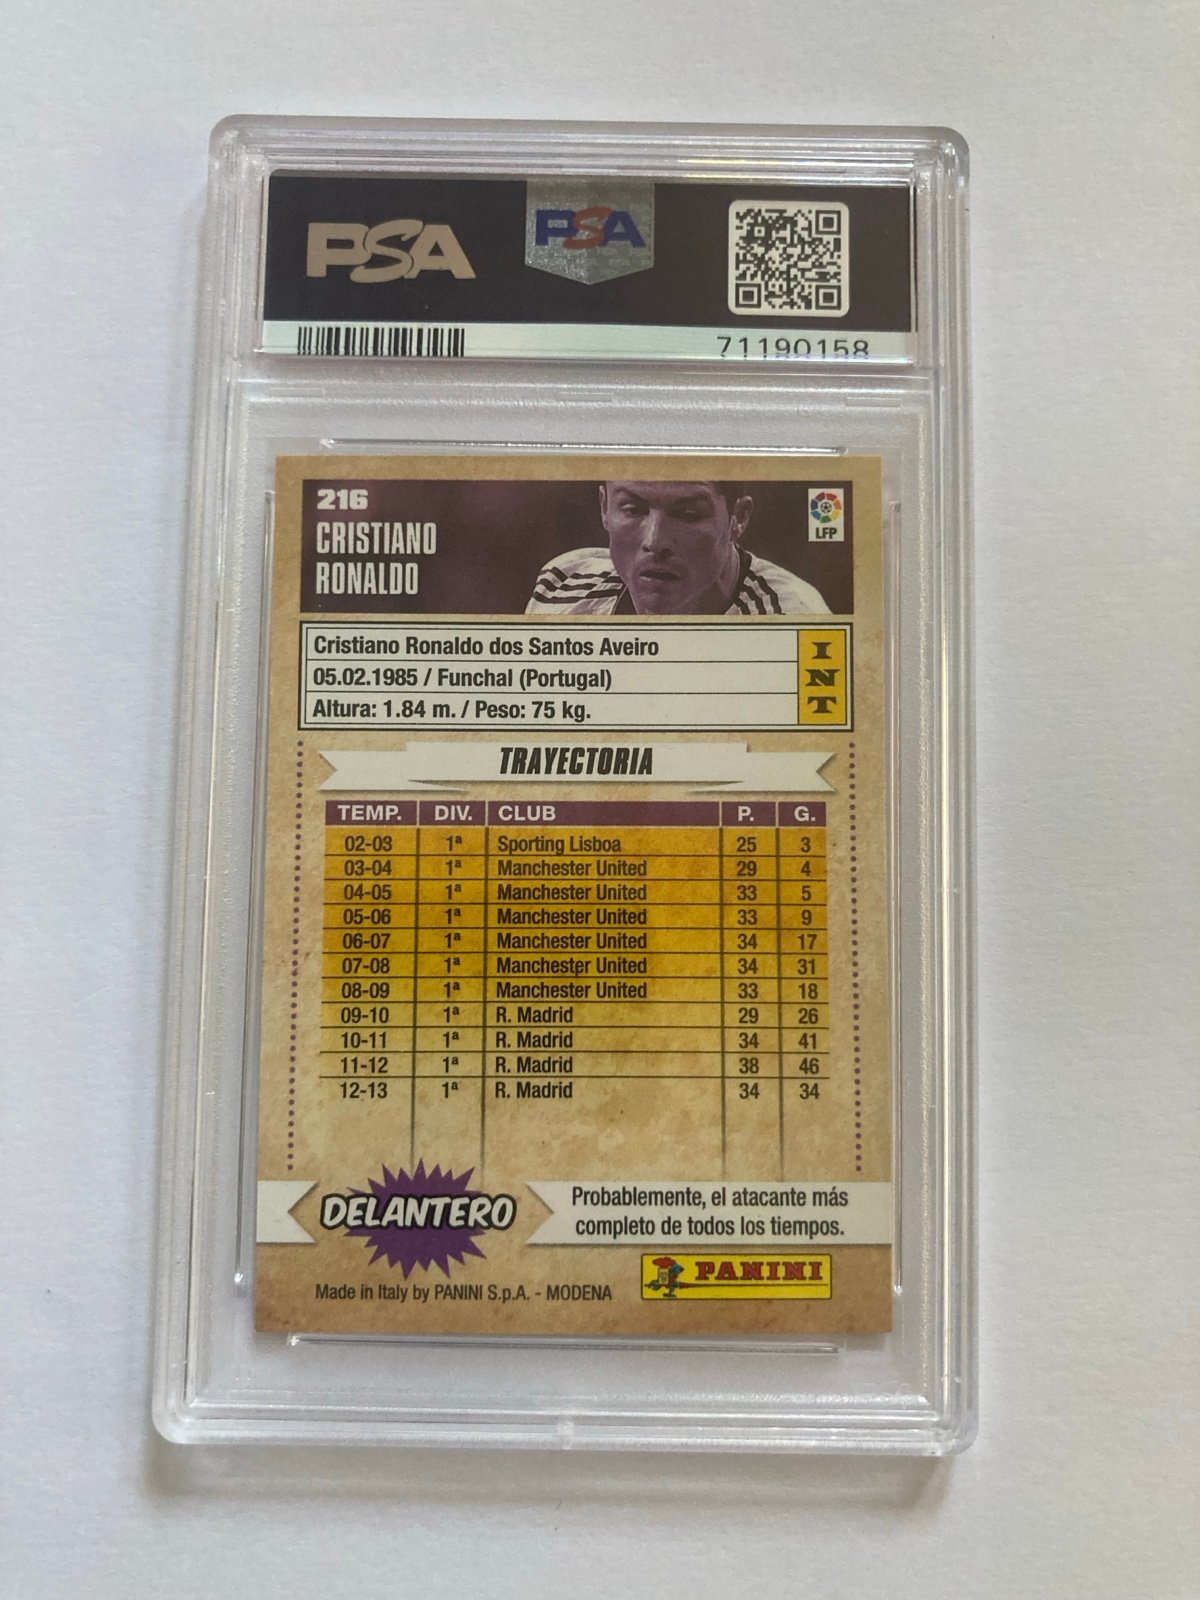 PSA
PSA
71190158
216
CRISTIANO
RONALDO
LFP
Cristiano Ronaldo dos Santos Aveiro
05.02.1985 / Funchal (Portugal)
Altura: 1.84 m. / Peso: 75 kg.
INT
TRAYECTORIA
TEMP. DIV. CLUB P. G.
02-03 1ª Sporting Lisboa 25 3
03-04 1ª Manchester United 29 4
04-05 1ª Manchester United 33 5
05-06 1ª Manchester United 33 9
06-07 1ª Manchester United 34 17
07-08 1ª Manchester United 34 31
08-09 1ª Manchester United 33 18
09-10 1ª R. Madrid 29 26
10-11 1ª R. Madrid 34 41
11-12 1ª R. Madrid 38 46
12-13 1ª R. Madrid 34 34
DELANTERO
Probablemente, el atacante más
completo de todos los tiempos.
PANINI
Made in Italy by PANINI S.p.A. - MODENA